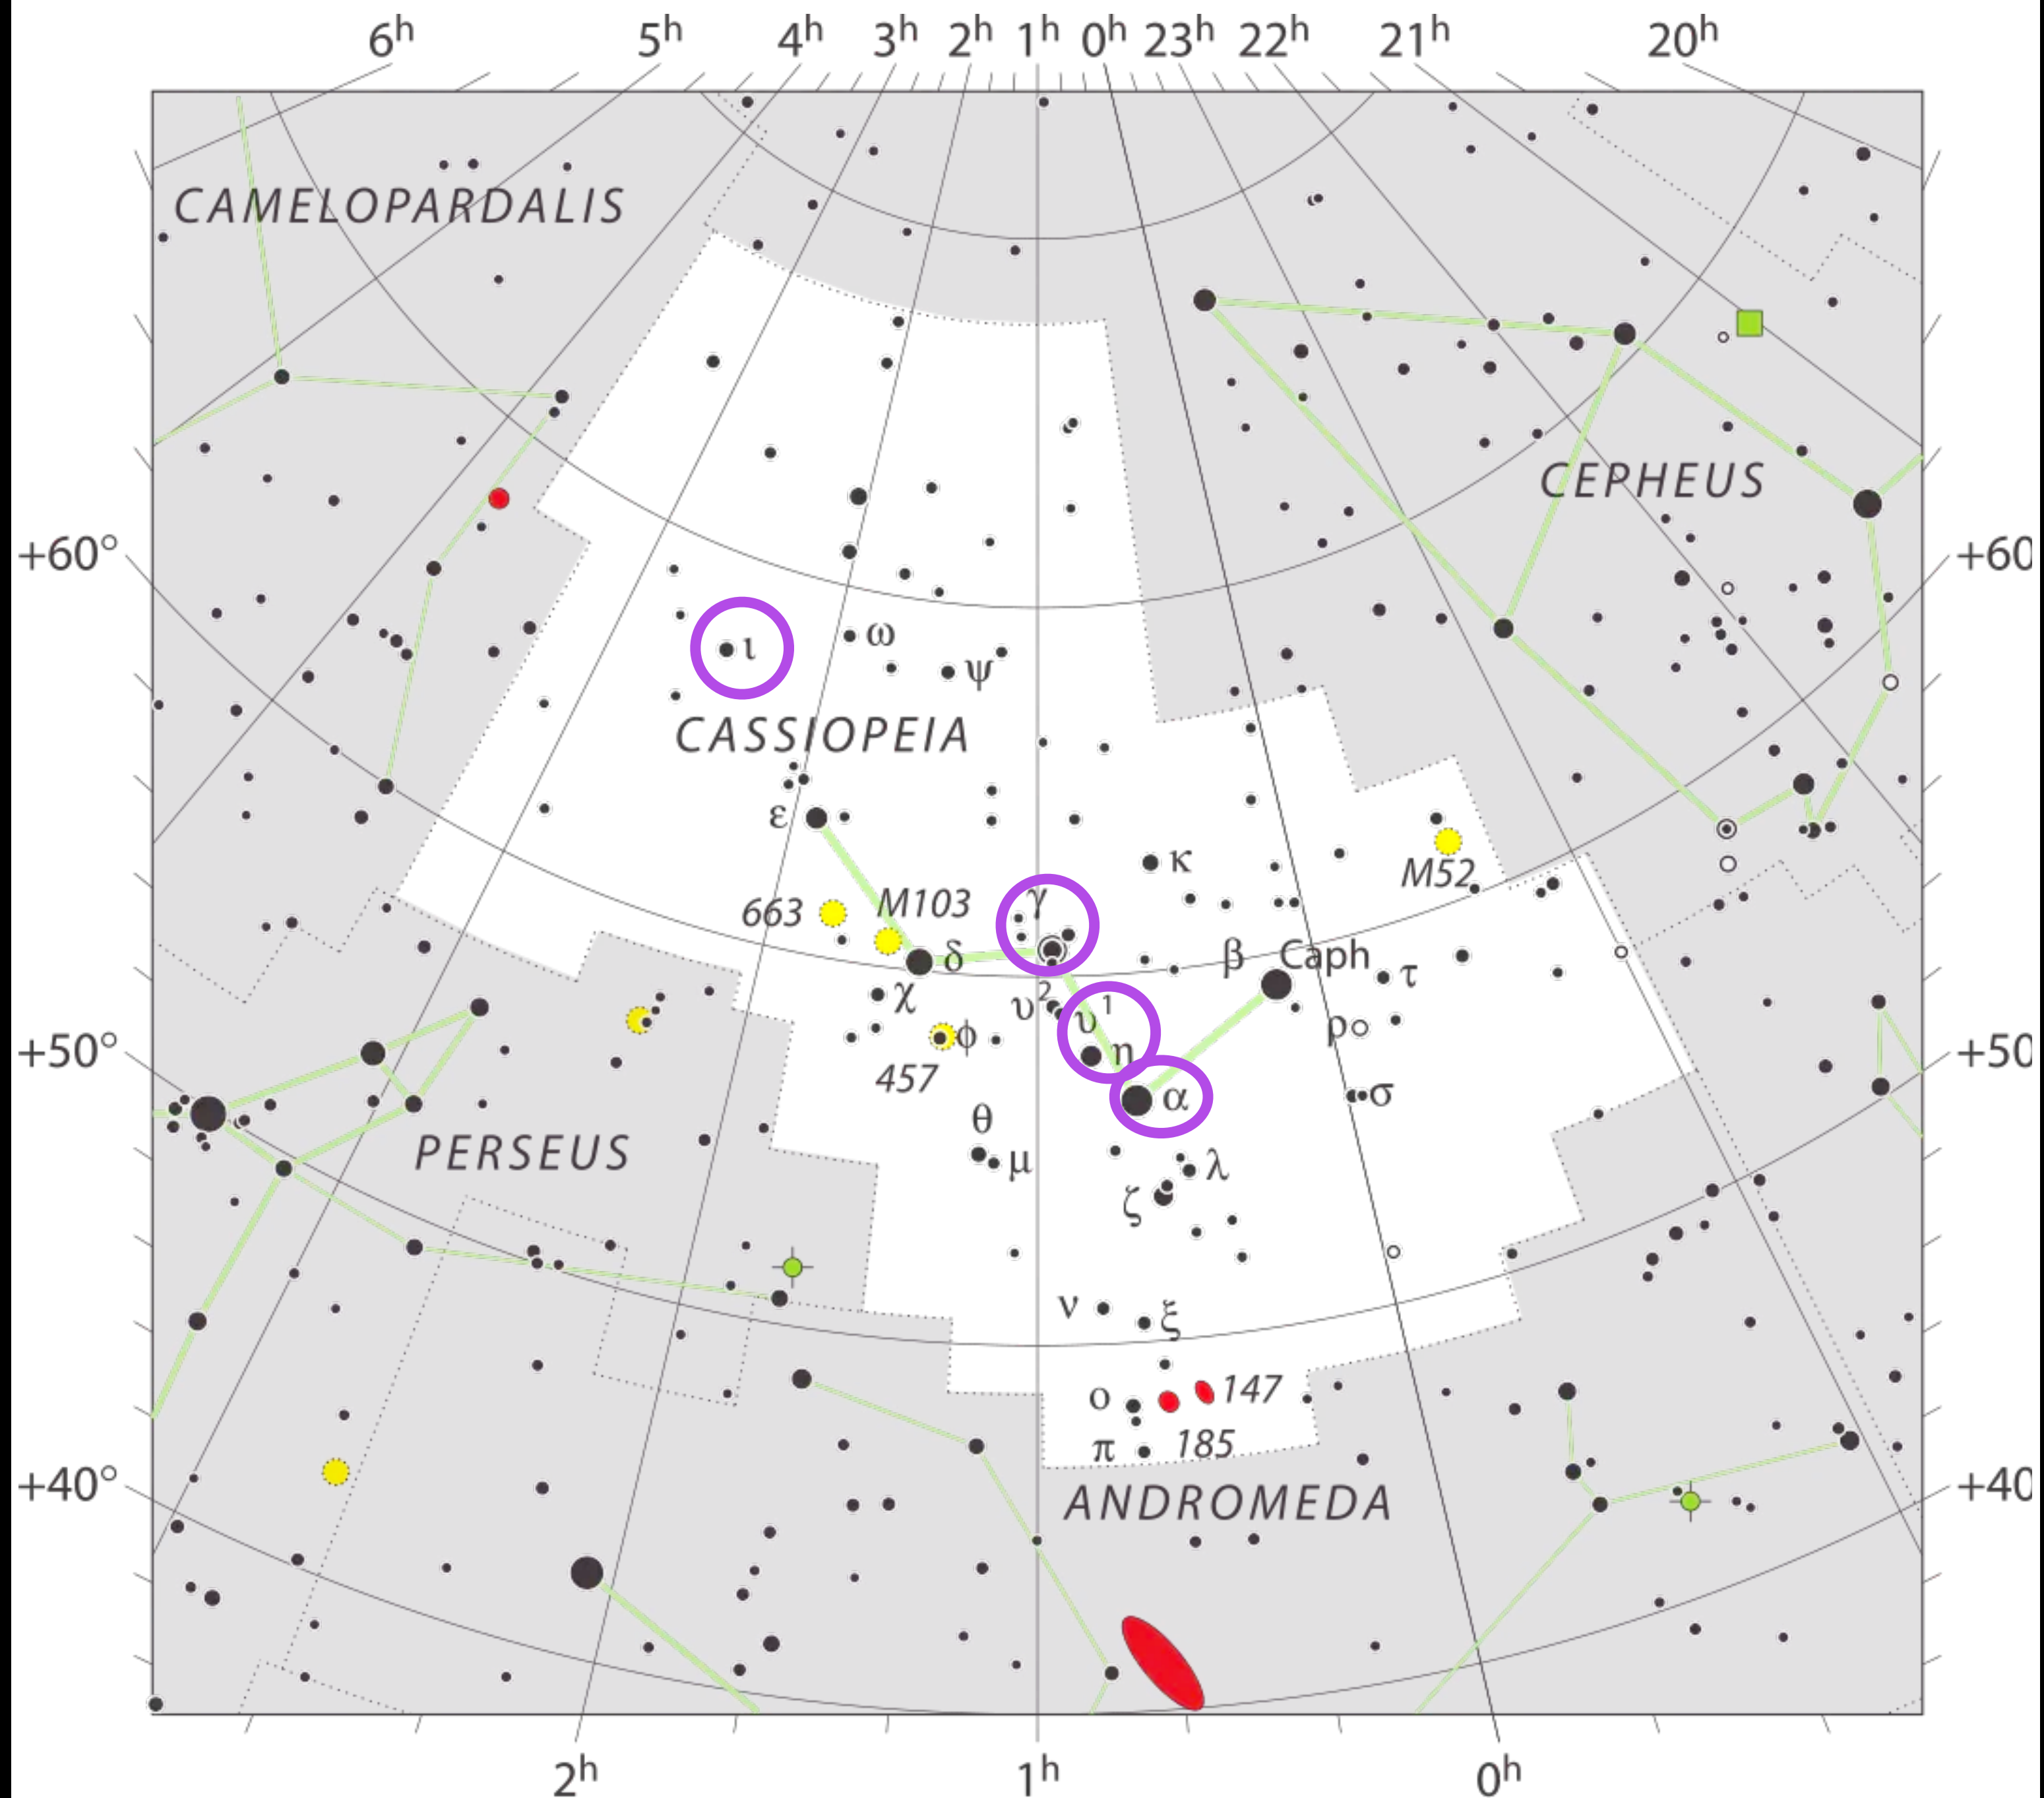 6h 5h 4h 3h 2h 1h 0h 23h 22h 21h 20h
CAMELOPARDALIS
CEPHEUS
+60° +60
ι ω
ψ
CASSIOPEIA
ε
κ
M52
663 M103 γ
δ β Caph τ
χ υ2 υ1
ρ
φ η
+50° +50
457
α σ
θ
PERSEUS μ λ
ζ
ν ξ
ο 147
π 185
+40° ANDROMEDA +40
2h 1h 0h